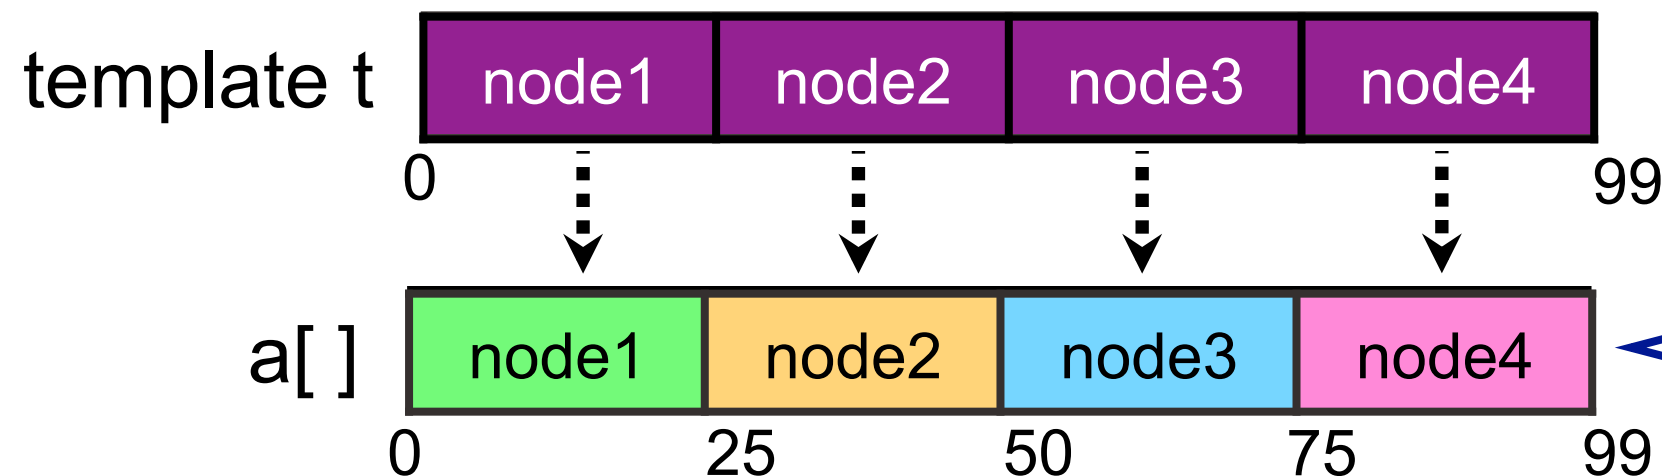 template t node1 node2 node3 node4
0 99
a[ ] node1 node2 node3 node4
0 25 50 75 99